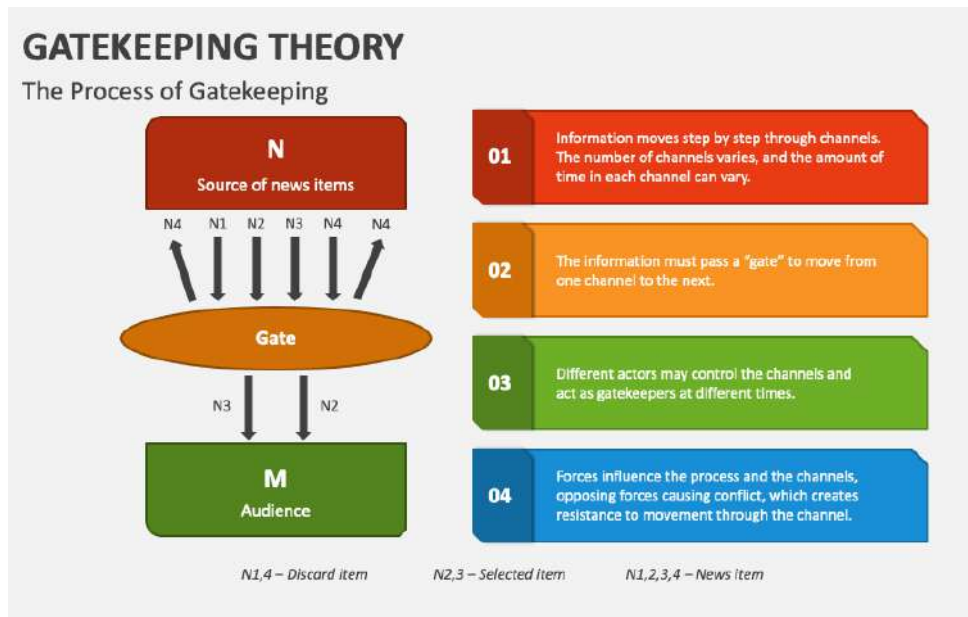 GATEKEEPING THEORY
The Process of Gatekeeping
N
Source of news items
N4 N1 N2 N3 N4 N4
Gate
N3 N2
M
Audience
01
Information moves step by step through channels.
The number of channels varies, and the amount of
time in each channel can vary.
02
The information must pass a “gate” to move from
one channel to the next.
03
Different actors may control the channels and
act as gatekeepers at different times.
04
Forces influence the process and the channels,
opposing forces causing conflict, which creates
resistance to movement through the channel.
N1,4 – Discard item N2,3 – Selected item N1,2,3,4 – News item